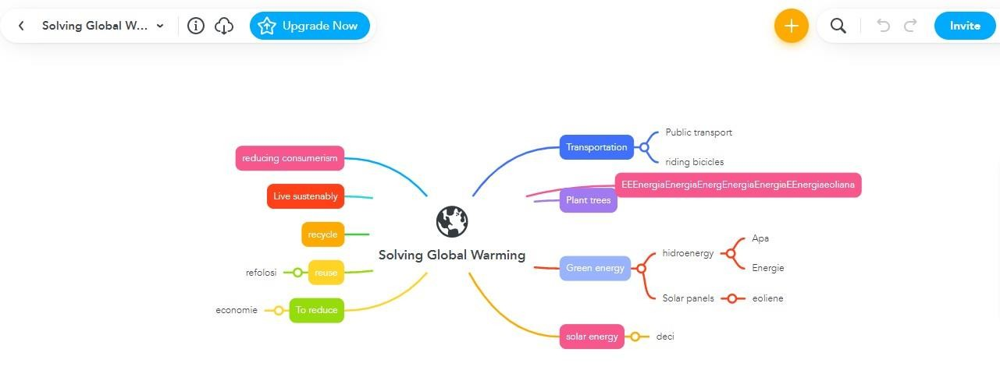 Solving Global W...
Upgrade Now
Invite
reducing consumerism
Live sustenably
recycle
reuse
refolosi
To reduce
economie
Solving Global Warming
Transportation
Public transport
riding bicicles
EEEnergiaEnergiaEnergEnergiaEnergiaEEnergiaeoliana
Plant trees
Green energy
hidroenergy
Apa
Energie
Solar panels
eoliene
solar energy
deci